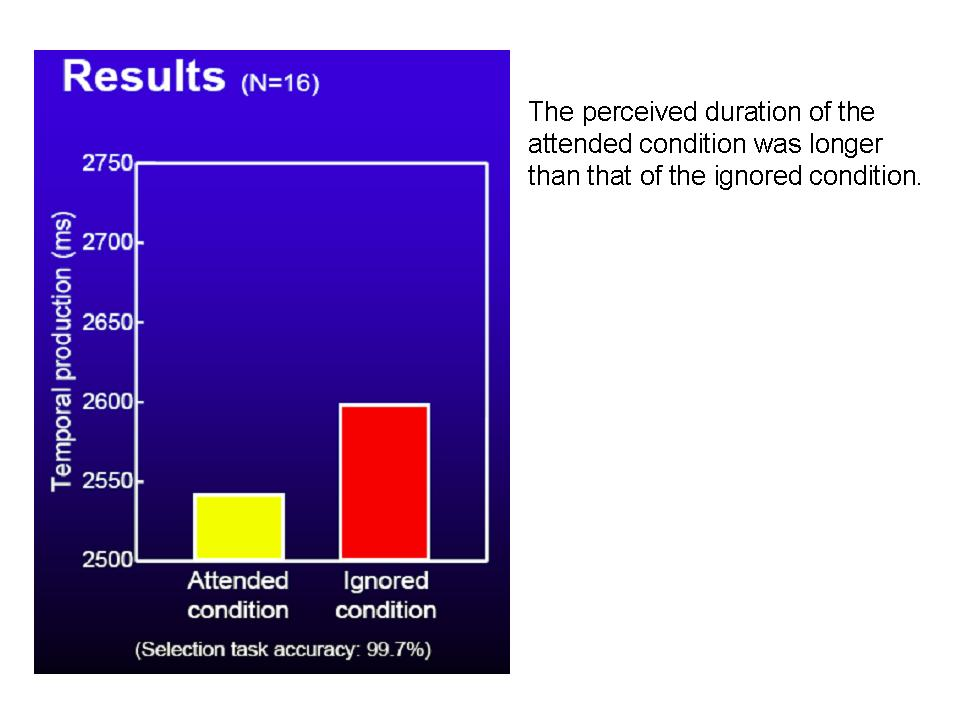 Results (N=16)
The perceived duration of the
attended condition was longer
than that of the ignored condition.
Temporal production (ms)
2750
2700
2650
2600
2550
2500
Attended condition
Ignored condition
(Selection task accuracy: 99.7%)